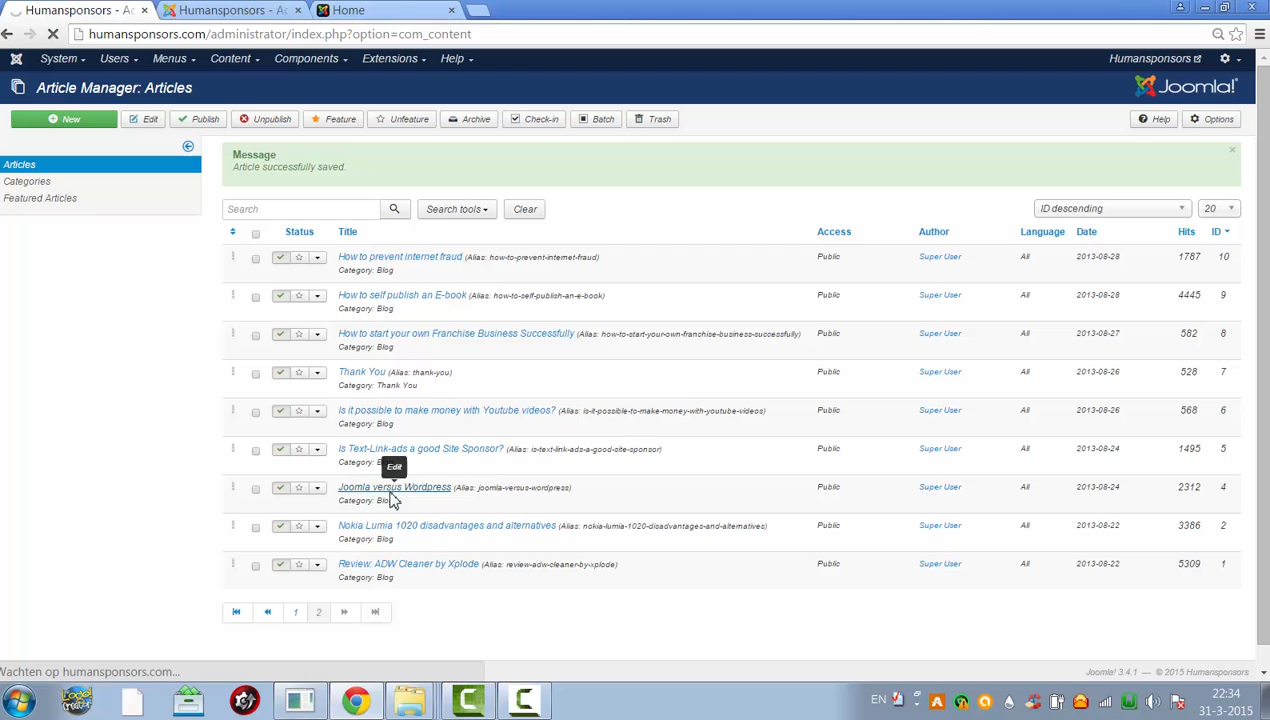 Humansponsors - Ac
Humansponsors - Ac
Home
humansponsors.com/administrator/index.php?option=com_content
System Users Menus Content Components Extensions Help
Humansponsors
Article Manager: Articles
Joomla!
New Edit Publish Unpublish Feature Unfeature Archive Check-in Batch Trash Help Options
Articles
Categories
Featured Articles
Message
Article successfully saved.
×
Search Search tools Clear ID descending 20
Status Title Access Author Language Date Hits ID
How to prevent internet fraud (Alias: how-to-prevent-internet-fraud) Public Super User All 2013-08-28 1787 10
Category: Blog
How to self publish an E-book (Alias: how-to-self-publish-an-e-book) Public Super User All 2013-08-28 4445 9
Category: Blog
How to start your own Franchise Business Successfully (Alias: how-to-start-your-own-franchise-business-successfully) Public Super User All 2013-08-27 582 8
Category: Blog
Thank You (Alias: thank-you) Public Super User All 2013-08-26 528 7
Category: Thank You
Is it possible to make money with Youtube videos? (Alias: is-it-possible-to-make-money-with-youtube-videos) Public Super User All 2013-08-26 568 6
Category: Blog
Is Text-Link-ads a good Site Sponsor? (Alias: is-text-link-ads-a-good-site-sponsor) Public Super User All 2013-08-24 1495 5
Category:
Edit
Joomla versus Wordpress (Alias: joomla-versus-wordpress) Public Super User All 2013-08-24 2312 4
Category: Blog
Nokia Lumia 1020 disadvantages and alternatives (Alias: nokia-lumia-1020-disadvantages-and-alternatives) Public Super User All 2013-08-22 3386 2
Category: Blog
Review: ADW Cleaner by Xplode (Alias: review-adw-cleaner-by-xplode) Public Super User All 2013-08-22 5309 1
Category: Blog
1 2
Wachten op humansponsors.com...
Joomla! 3.4.1 — © 2015 Humansponsors
EN
22:34
31-3-2015